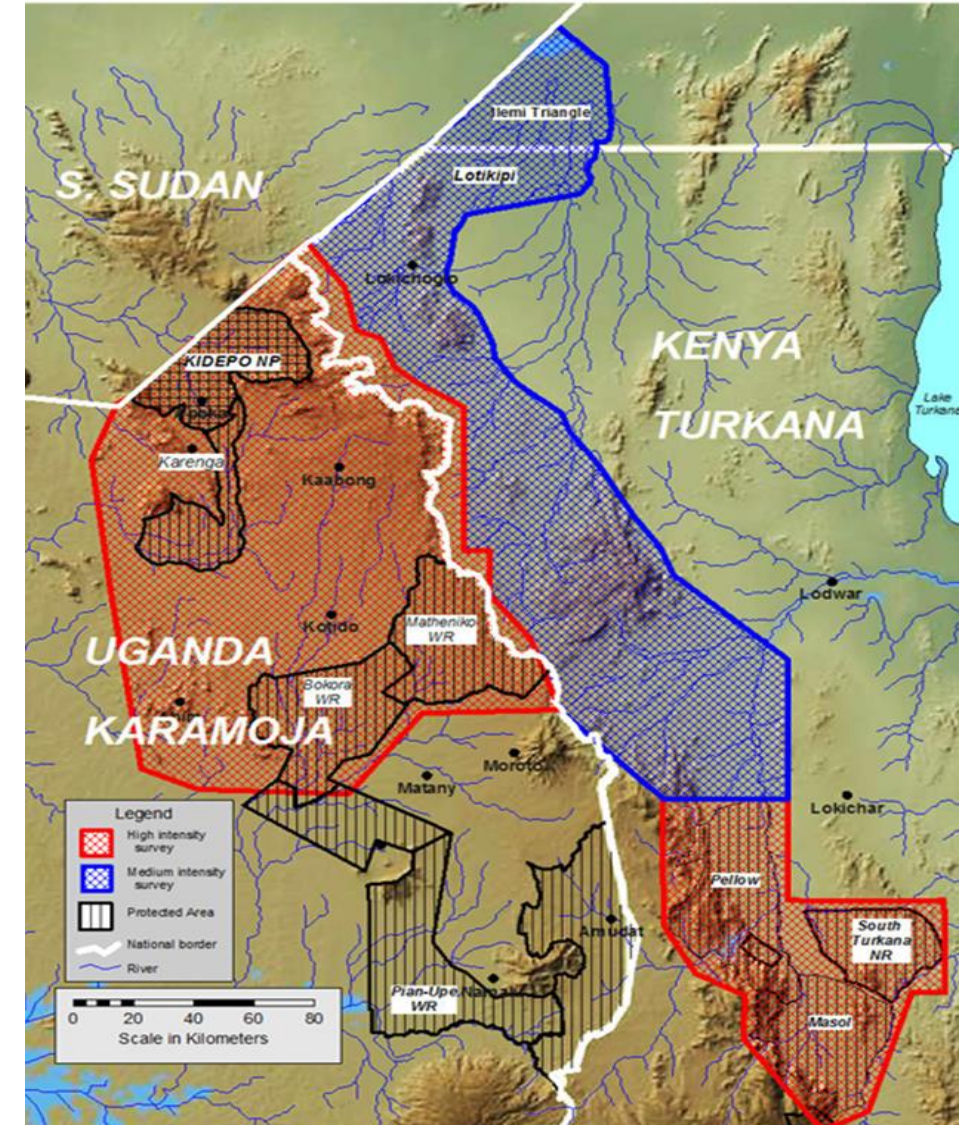 Ilemi Triangle
Lotikipi
S. SUDAN
Lokichogio
KENYA
TURKANA
KIDEPO NP
Lake
Turkana
Karenga
Kaabong
Lodwar
Kotido
Matheniko
WR
UGANDA
Bokora
WR
KARAMOJA
Moroto
Matany
Lokichar
Legend
High intensity
survey
Medium intensity
survey
Protected Area
National border
River
Pellow
Amudat
South
Turkana
NR
Pian-Upe
WR
Masol
0 20 40 60 80
Scale in Kilometers